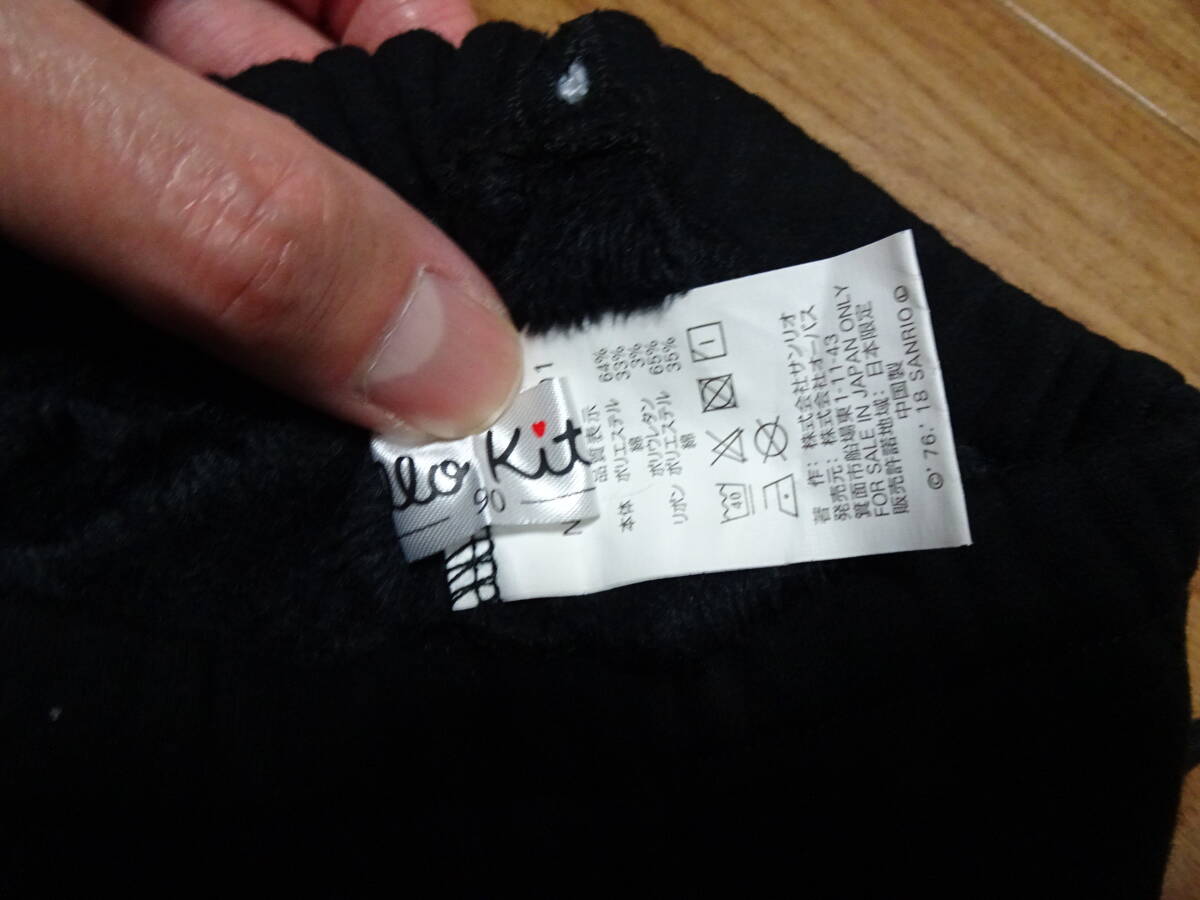 lo Kit
80
品質表示
本体 ポリエステル 64%
綿 33%
ポリウレタン 3%
リボン ポリエステル 65%
綿 35%
40
著 作：株式会社サンリオ
発売元：株式会社オーパス
箕面市船場東1-11-43
FOR SALE IN JAPAN ONLY
販売許諾地域：日本限定
中国製
©'76,'18 SANRIO Ⓛ